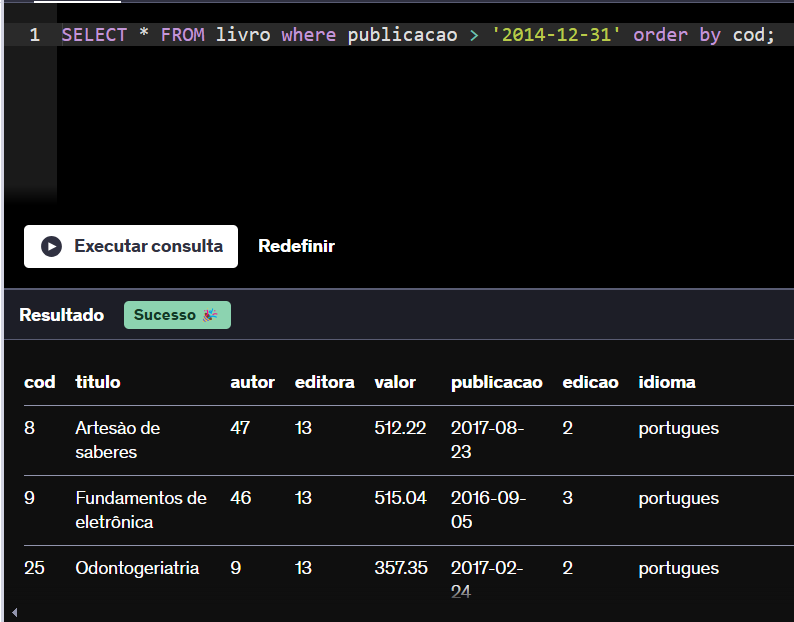 1 SELECT * FROM livro where publicacao > '2014-12-31' order by cod;
Executar consulta Redefinir
Resultado Sucesso 🎉
cod titulo autor editora valor publicacao edicao idioma
8 Artesào de 47 13 512.22 2017-08- 2 portugues
saberes 23
9 Fundamentos de 46 13 515.04 2016-09- 3 portugues
eletrônica 05
25 Odontogeriatria 9 13 357.35 2017-02- 2 portugues
24